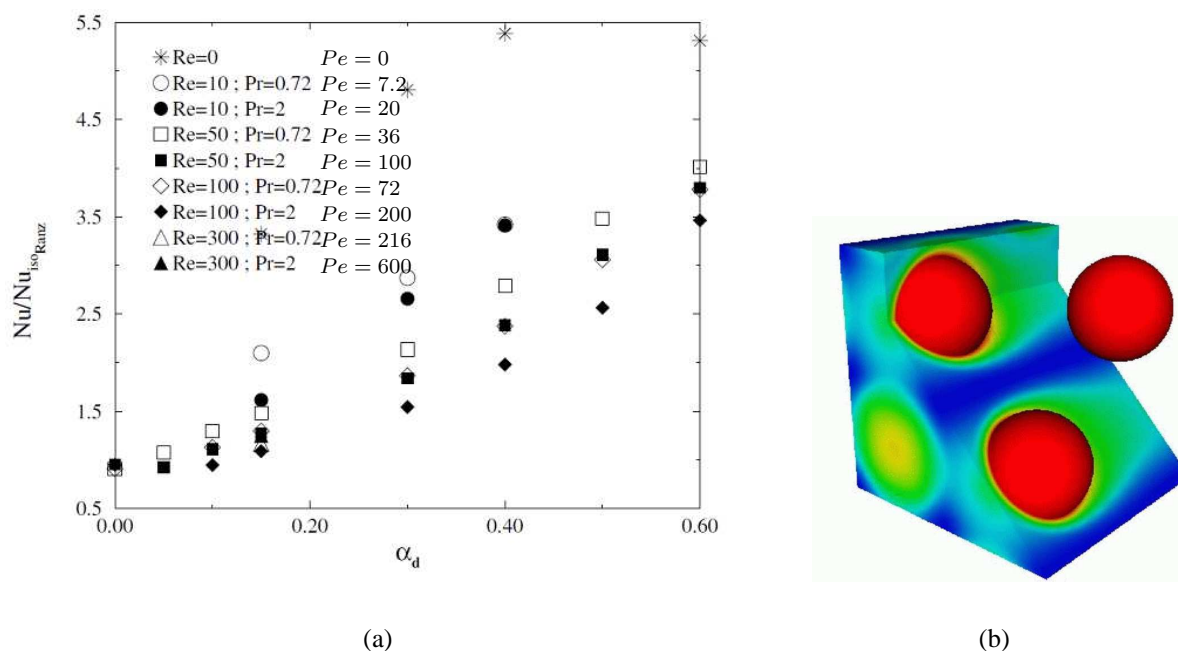 5.5
Re=0 Pe = 0
Re=10 ; Pr=0.72 Pe = 7.2
Re=10 ; Pr=2 Pe = 20
4.5
Re=50 ; Pr=0.72 Pe = 36
Re=50 ; Pr=2 Pe = 100
Re=100 ; Pr=0.72 Pe = 72
Re=100 ; Pr=2 Pe = 200
3.5
Re=300 ; Pr=0.72 Pe = 216
Re=300 ; Pr=2 Pe = 600
Nu/Nu_iso_Ranz
2.5
1.5
0.5
0.00 0.20 0.40 0.60
α_d
(a) (b)